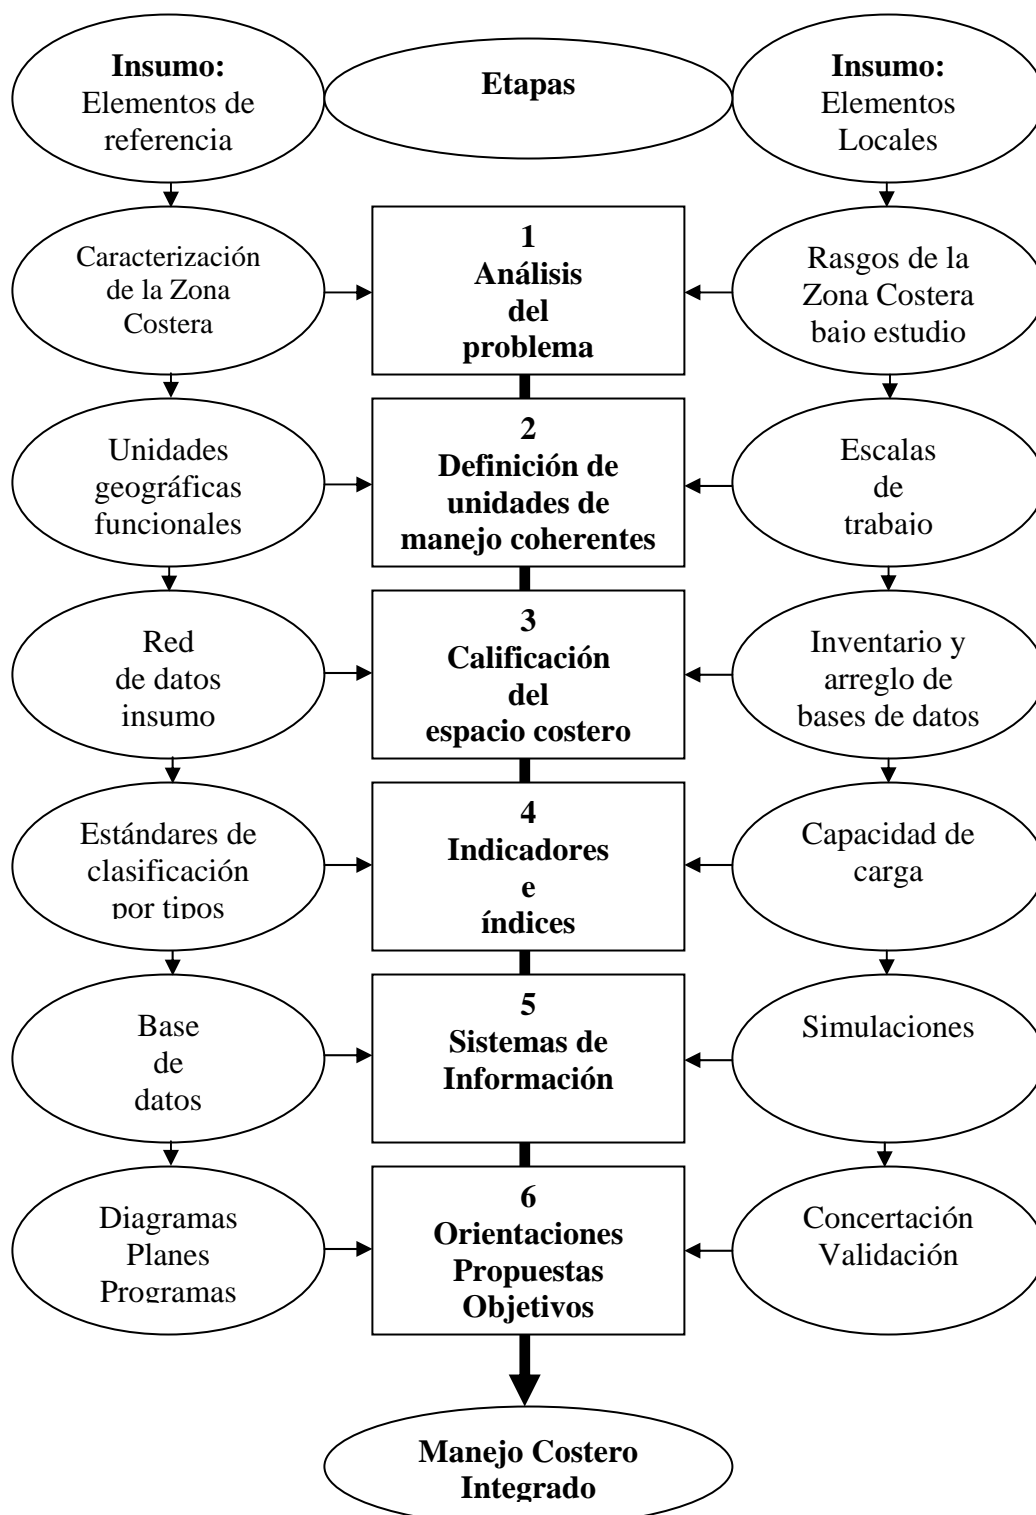 Insumo:
Elementos de
referencia
Etapas
Insumo:
Elementos
Locales
Caracterización
de la Zona
Costera
1
Análisis
del
problema
Rasgos de la
Zona Costera
bajo estudio
Unidades
geográficas
funcionales
2
Definición de
unidades de
manejo coherentes
Escalas
de
trabajo
Red
de datos
insumo
3
Calificación
del
espacio costero
Inventario y
arreglo de
bases de datos
Estándares de
clasificación
por tipos
4
Indicadores
e
índices
Capacidad de
carga
Base
de
datos
5
Sistemas de
Información
Simulaciones
Diagramas
Planes
Programas
6
Orientaciones
Propuestas
Objetivos
Concertación
Validación
Manejo Costero
Integrado